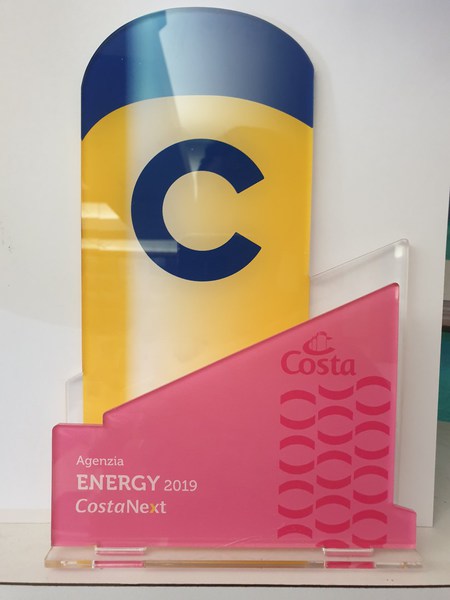 C
Costa
Agenzia
ENERGY 2019
CostaNext